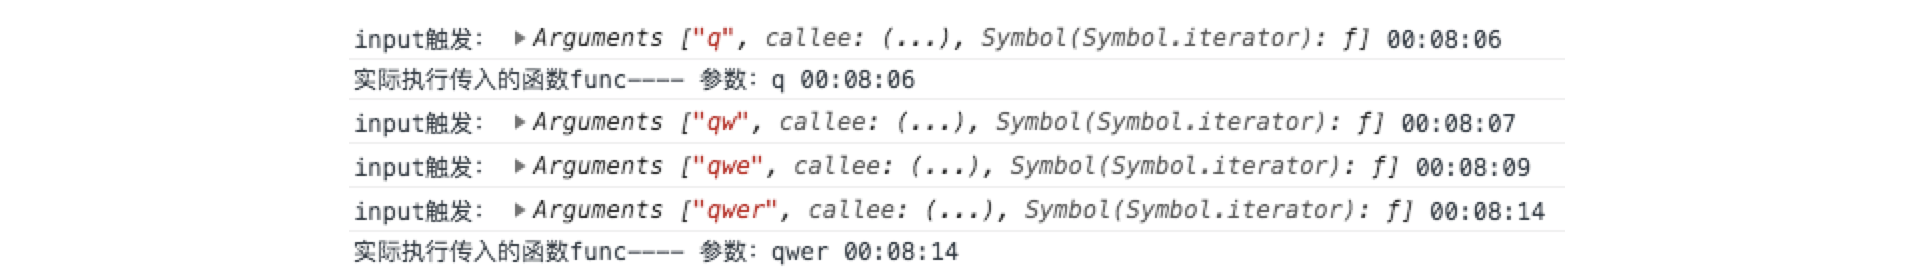 input触发: ▶Arguments ["q", callee: (...), Symbol(Symbol.iterator): f] 00:08:06
实际执行传入的函数func---- 参数: q 00:08:06
input触发: ▶Arguments ["qw", callee: (...), Symbol(Symbol.iterator): f] 00:08:07
input触发: ▶Arguments ["qwe", callee: (...), Symbol(Symbol.iterator): f] 00:08:09
input触发: ▶Arguments ["qwer", callee: (...), Symbol(Symbol.iterator): f] 00:08:14
实际执行传入的函数func---- 参数: qwer 00:08:14